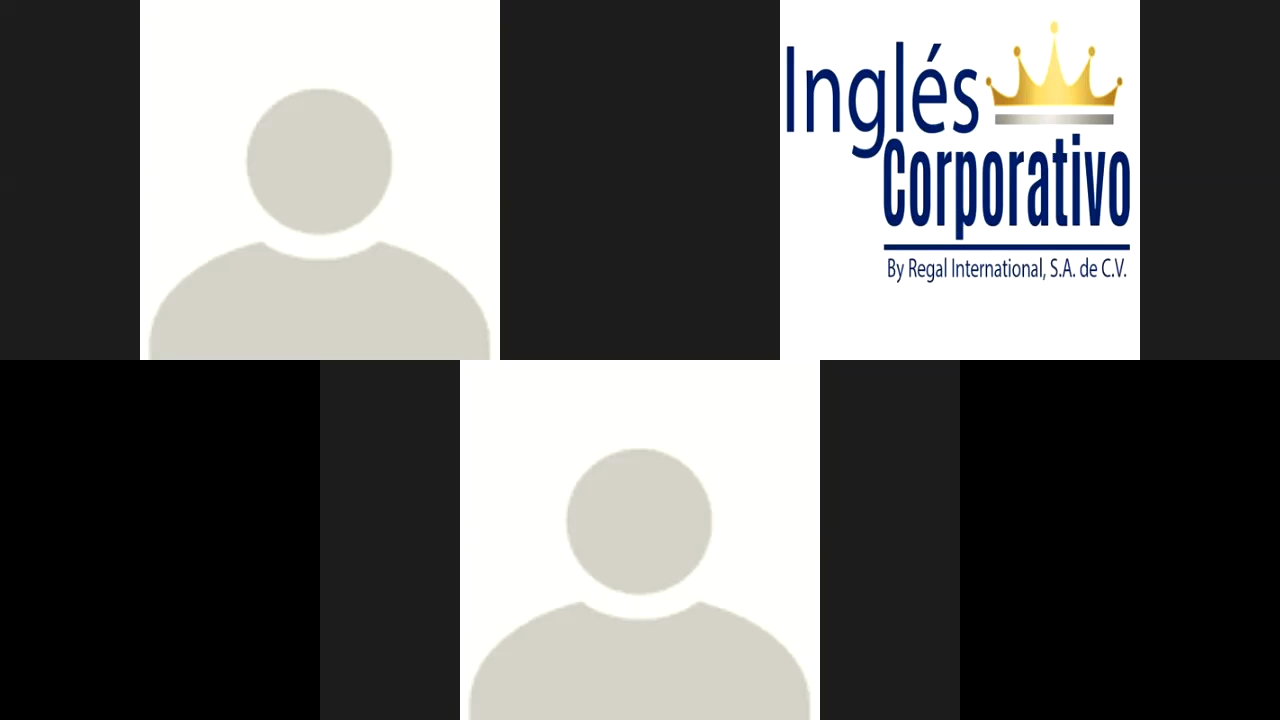 Inglés
Corporativo
By Regal International, S.A. de C.V.